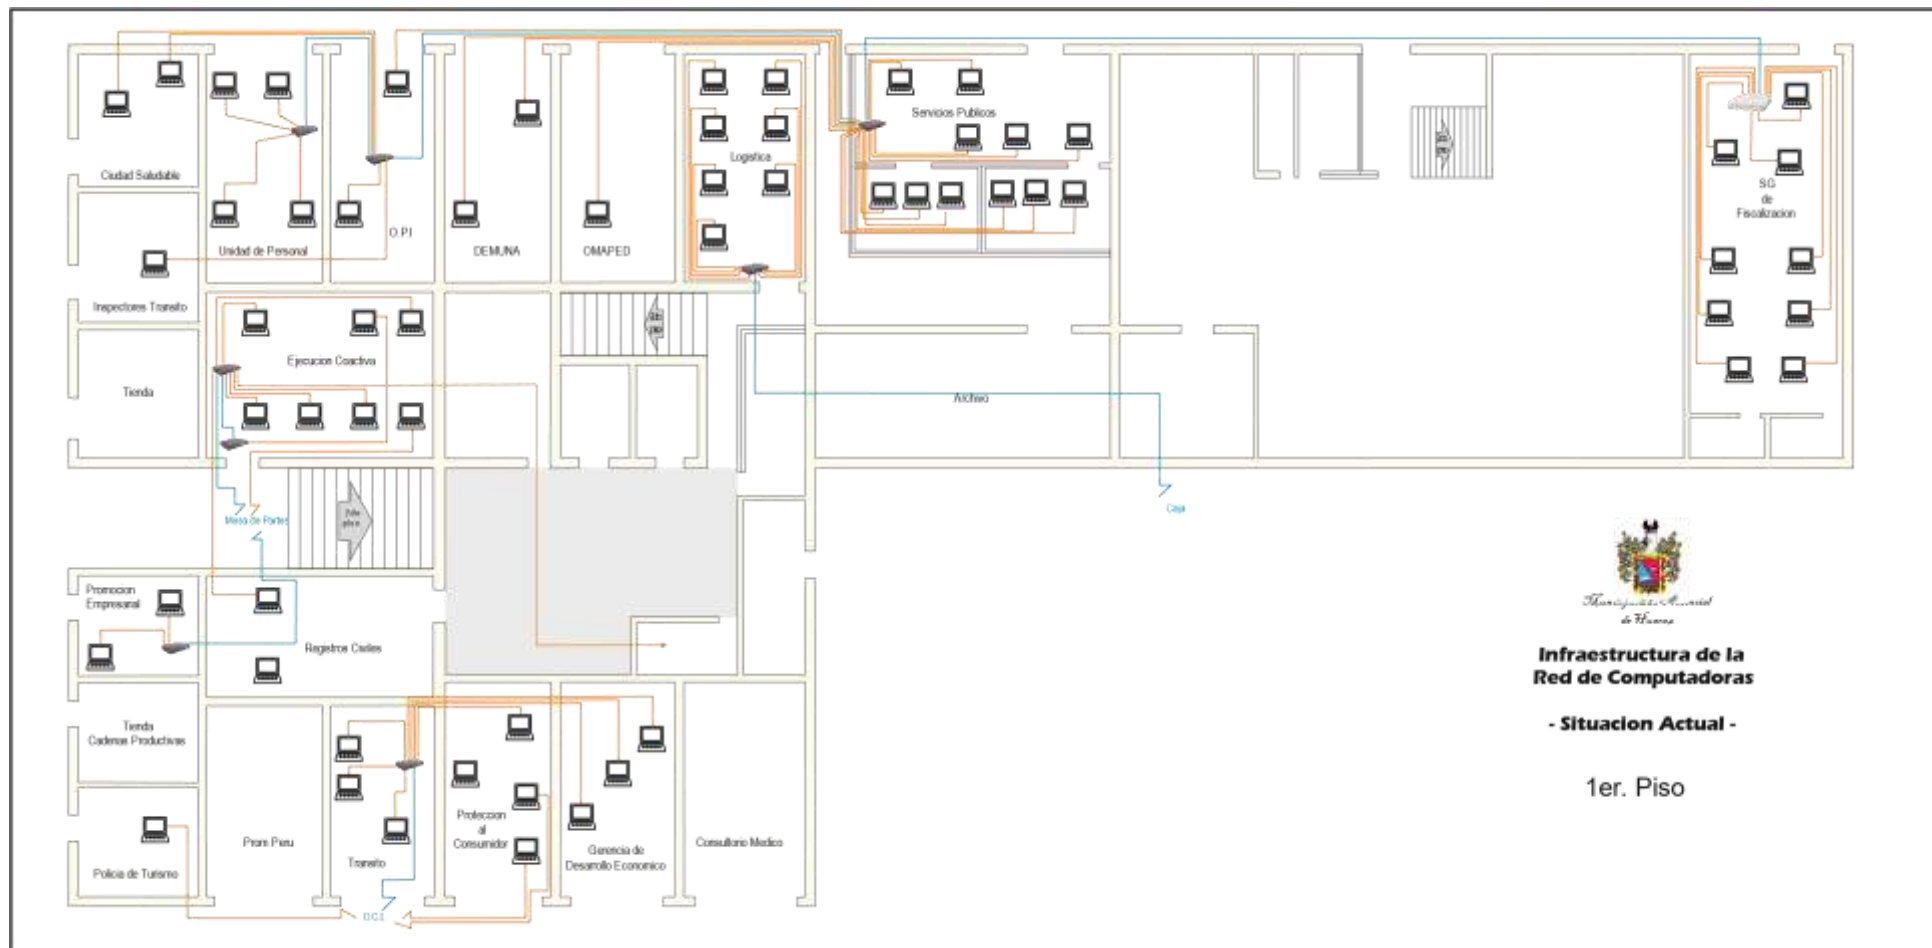 Servicios Publicos
Logistica
Ciudad Saludable
SG
de
Fiscalizacion
O.P.I
Unidad de Personal
DEMUNA
OMAPED
Inspectores Transito
Ejecucion Coactiva
Tienda
Archivo
Caja
Mesa de Partes
Promocion
Empresarial
de Huaraz
Registros Civiles
Infraestructura de la
Red de Computadoras
- Situacion Actual -
1er. Piso
Tienda
Cadenas Productivas
Proteccion
al
Consumidor
Prom Peru
Transito
Gerencia de
Desarrollo Economico
Consultorio Medico
Policia de Turismo
O.C.I.